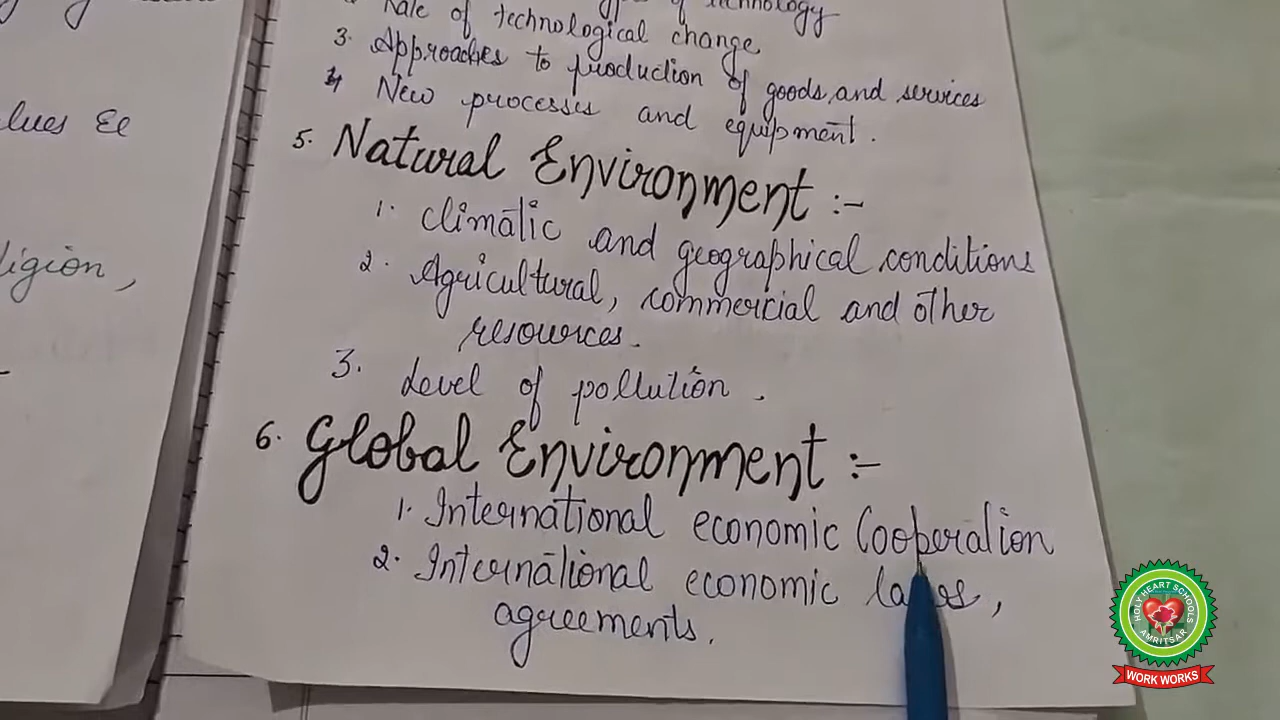 lues Ee
ligion,
Rate of technological change
3. Approaches to production of goods, and services
4 New processes and equipment.
5. Natural Environment :-
1. Climatic and geographical conditions
2. Agricultural, commercial and other
resources.
3. Level of pollution.
6. Global Environment :-
1. International economic Cooperation
2. International economic laws,
agreements.
HOLY HEART SCHOOLS
AMRITSAR
WORK WORKS